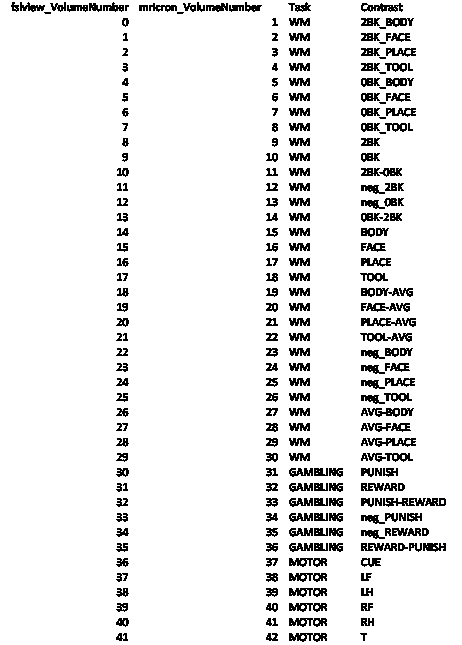 fslview_VolumeNumber mricron_VolumeNumber Task Contrast
0 1 WM 2BK_BODY
1 2 WM 2BK_FACE
2 3 WM 2BK_PLACE
3 4 WM 2BK_TOOL
4 5 WM 0BK_BODY
5 6 WM 0BK_FACE
6 7 WM 0BK_PLACE
7 8 WM 0BK_TOOL
8 9 WM 2BK
9 10 WM 0BK
10 11 WM 2BK-0BK
11 12 WM neg_2BK
12 13 WM neg_0BK
13 14 WM 0BK-2BK
14 15 WM BODY
15 16 WM FACE
16 17 WM PLACE
17 18 WM TOOL
18 19 WM BODY-AVG
19 20 WM FACE-AVG
20 21 WM PLACE-AVG
21 22 WM TOOL-AVG
22 23 WM neg_BODY
23 24 WM neg_FACE
24 25 WM neg_PLACE
25 26 WM neg_TOOL
26 27 WM AVG-BODY
27 28 WM AVG-FACE
28 29 WM AVG-PLACE
29 30 WM AVG-TOOL
30 31 GAMBLING PUNISH
31 32 GAMBLING REWARD
32 33 GAMBLING PUNISH-REWARD
33 34 GAMBLING neg_PUNISH
34 35 GAMBLING neg_REWARD
35 36 GAMBLING REWARD-PUNISH
36 37 MOTOR CUE
37 38 MOTOR LF
38 39 MOTOR LH
39 40 MOTOR RF
40 41 MOTOR RH
41 42 MOTOR T